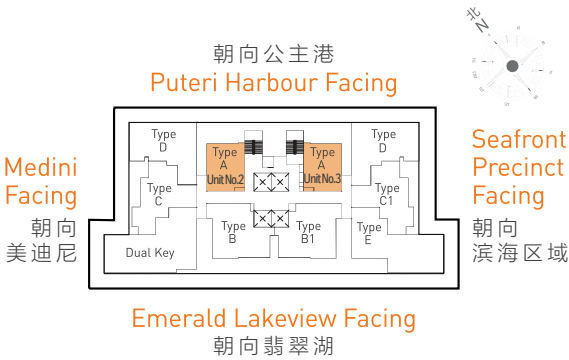 北
N
朝向公主港
Puteri Harbour Facing
Medini
Facing
朝向
美迪尼
Type
D
Type
A
Unit No.2
Type
A
Unit No.3
Type
D
Type
C
Type
C1
Type
B
Type
B1
Type
E
Dual Key
Seafront
Precinct
Facing
朝向
滨海区域
Emerald Lakeview Facing
朝向翡翠湖